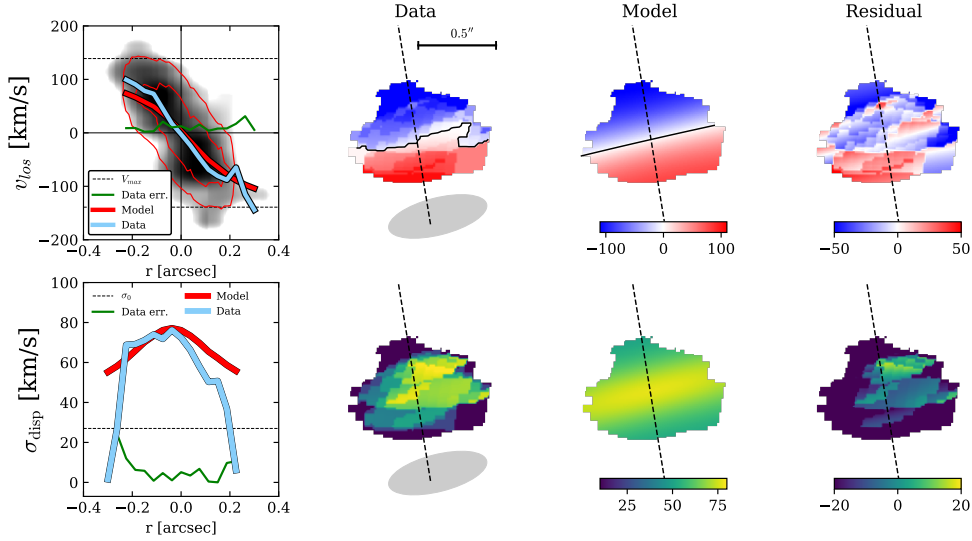 Data
Model
Residual
0.5″
200
100
0
−100
−200
v_los [km/s]
V_max
Data err.
Model
Data
−0.4 −0.2 0.0 0.2 0.4
r [arcsec]
−100 0 100
−50 0 50
100
80
60
40
20
0
σ_disp [km/s]
σ_0
Data err.
Model
Data
−0.4 −0.2 0.0 0.2 0.4
r [arcsec]
25 50 75
−20 0 20